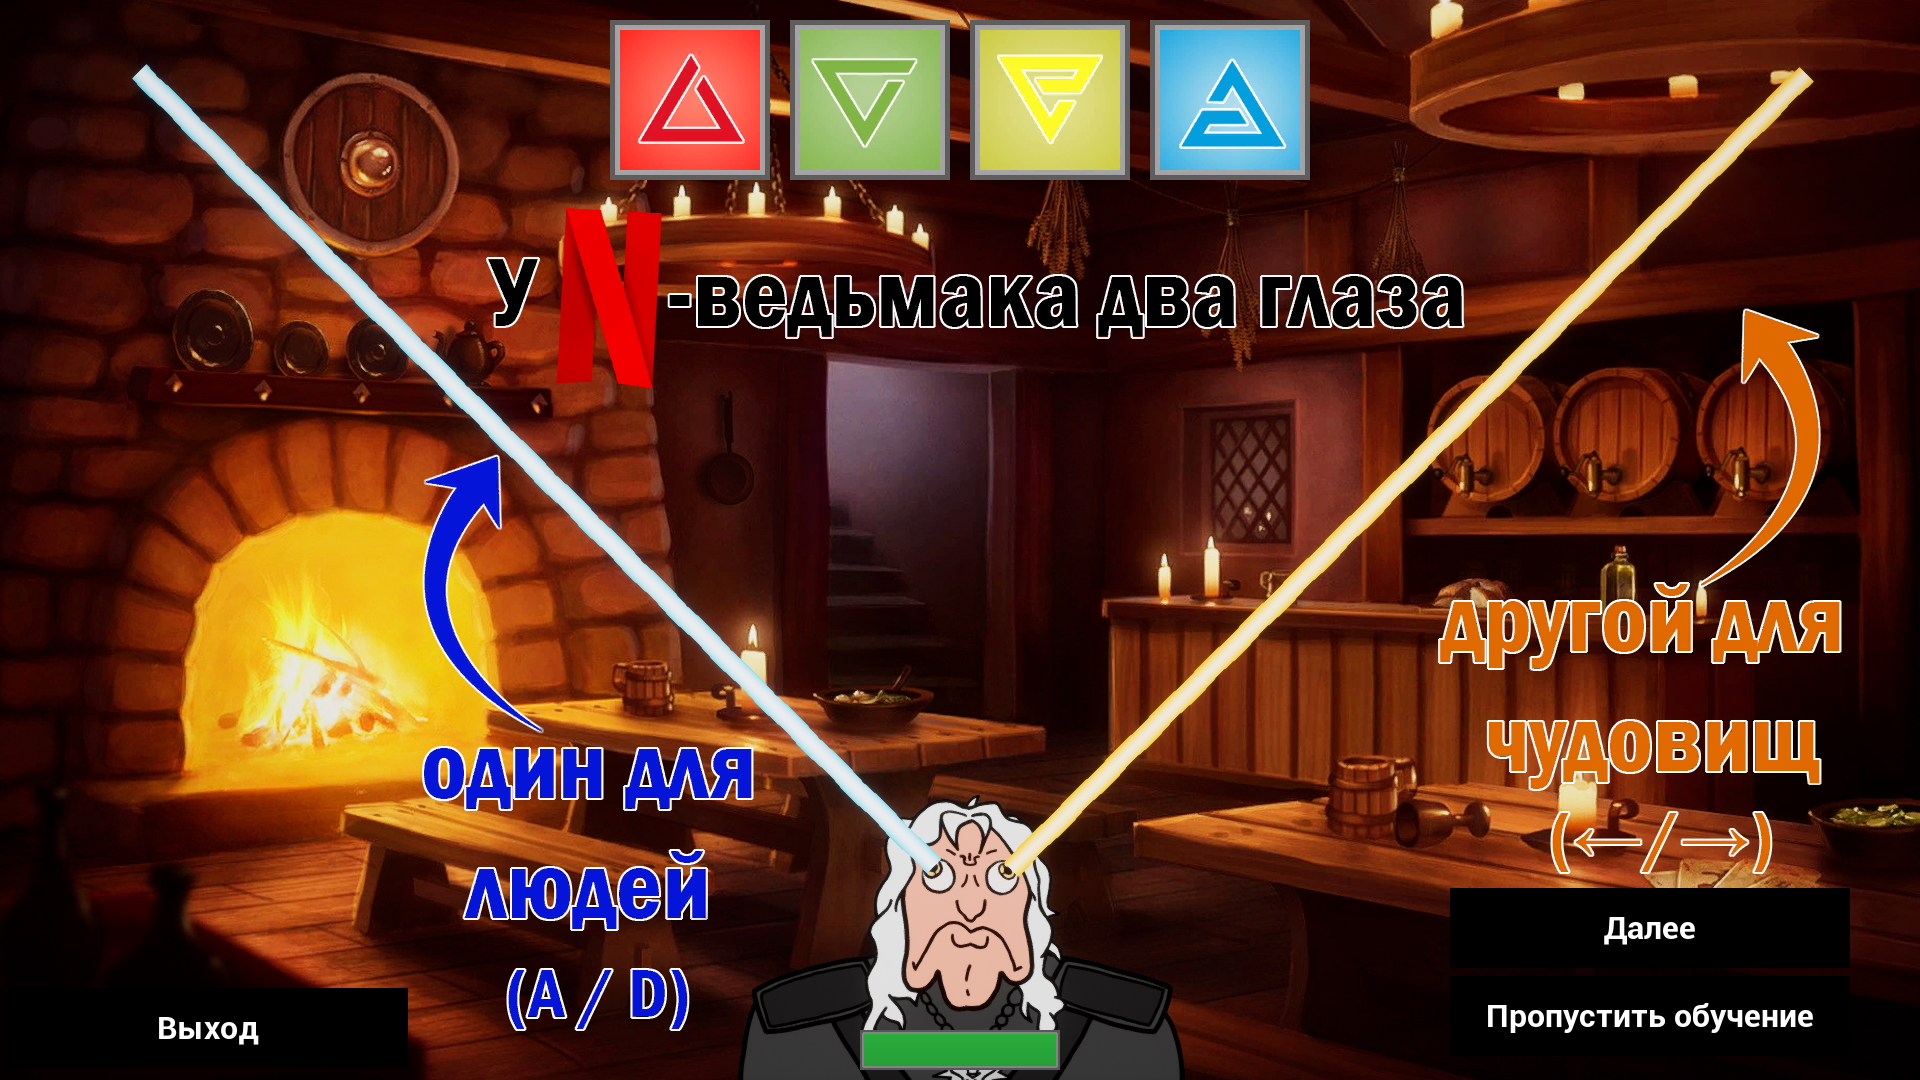 У N-ведьмака два глаза
один для
людей
(A / D)
другой для
чудовищ
(←/→)
Далее
Пропустить обучение
Выход